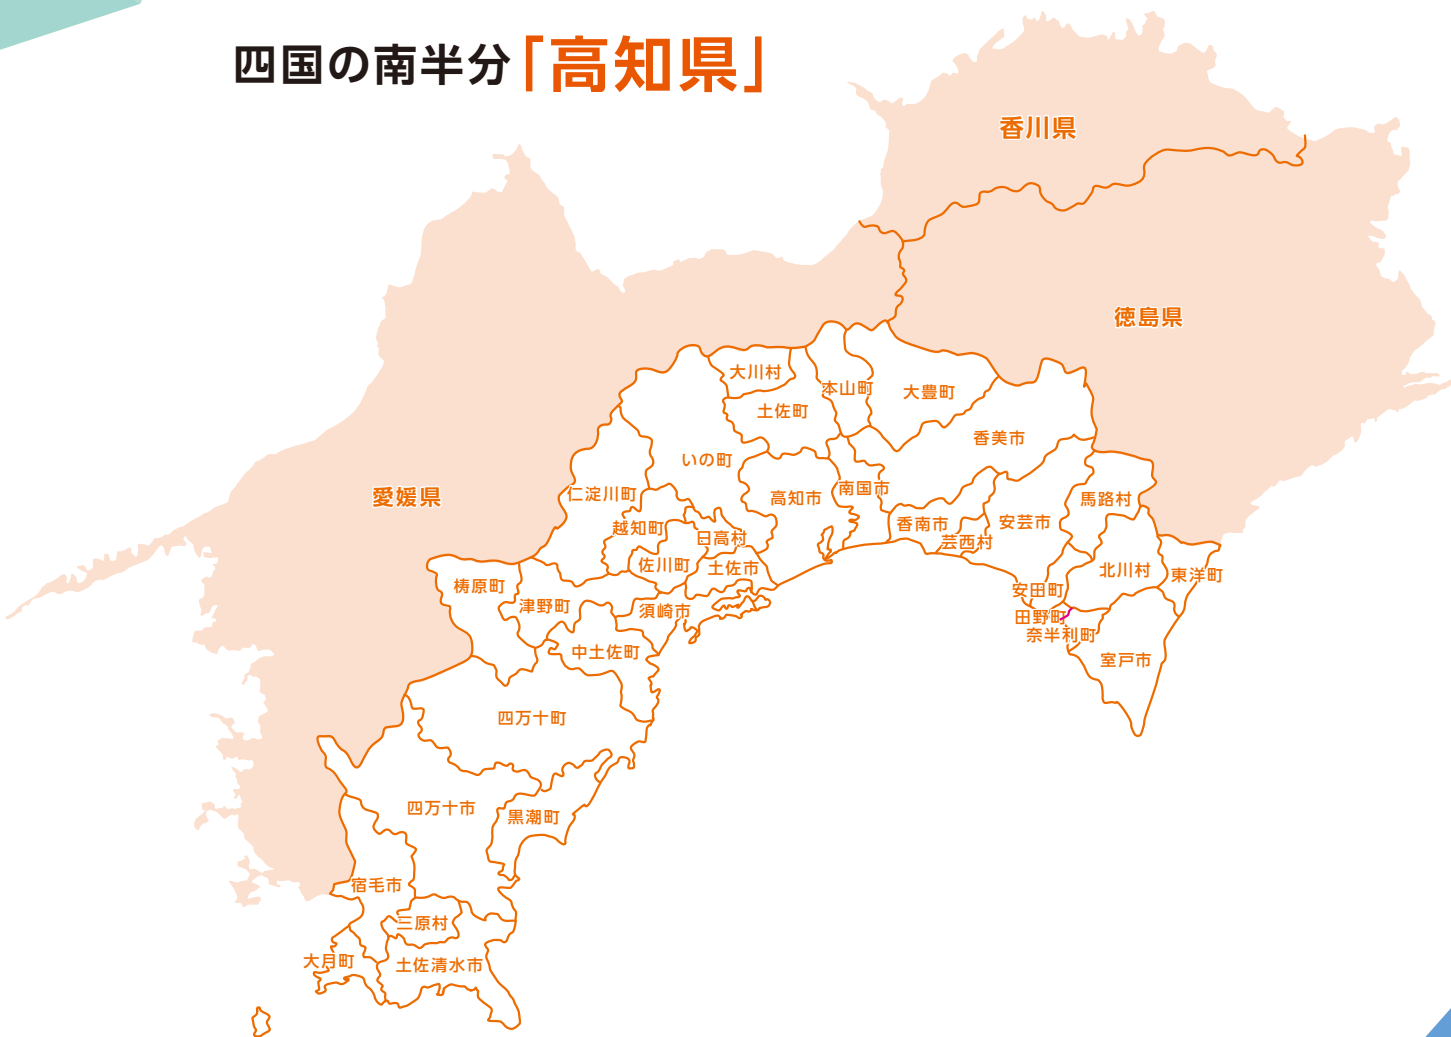 四国の南半分「高知県」
香川県
徳島県
愛媛県
大川村
本山町
大豊町
土佐町
香美市
いの町
仁淀川町
高知市
南国市
馬路村
越知町
日高村
香南市
安芸市
芸西村
佐川町
土佐市
北川村
東洋町
梼原町
安田町
津野町
須崎市
田野町
奈半利町
中土佐町
室戸市
四万十町
四万十市
黒潮町
宿毛市
三原村
大月町
土佐清水市